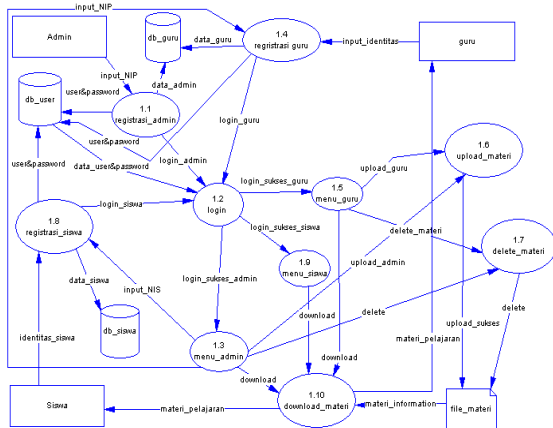 input_NIP
Admin
db_guru
data_guru
1.4
regristrasi guru
input_identitas
guru
input_NIP
data_admin
db_user
user&password
1.1
registrasi_admin
user&password
login_guru
user&password
data_user&password
login_admin
1.6
upload_materi
upload_guru
1.2
login
login_sukses_guru
1.5
menu_guru
login_siswa
1.8
registrasi_siswa
login_sukses_siswa
delete_materi
1.7
delete_materi
1.9
menu_siswa
upload_admin
data_siswa
input_NIS
login_sukses_admin
db_siswa
download
delete
delete
upload_sukses
identitas_siswa
materi_pelajaran
1.3
menu_admin
download
download
1.10
download_materi
Siswa
materi_pelajaran
materi_information
file_materi